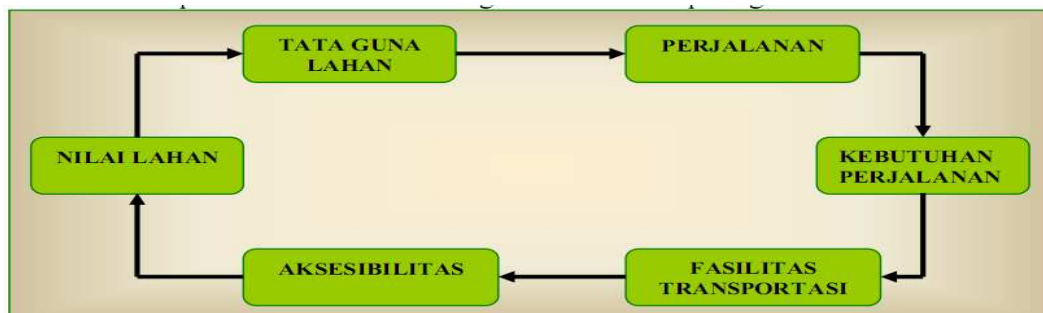 TATA GUNA
LAHAN
PERJALANAN
NILAI LAHAN
KEBUTUHAN
PERJALANAN
AKSESIBILITAS
FASILITAS
TRANSPORTASI